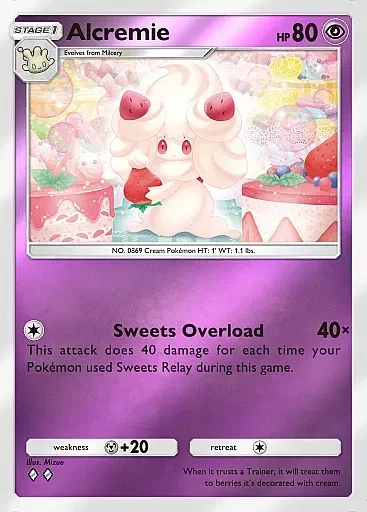 STAGE 1
Alcremie
HP 80
Evolves from Milcery
NO. 0869 Cream Pokémon HT: 1' WT: 1.1 lbs.
Sweets Overload 40×
This attack does 40 damage for each time your
Pokémon used Sweets Relay during this game.
weakness +20
retreat
Illus. Mizue
When it trusts a Trainer, it will treat them
to berries it's decorated with cream.